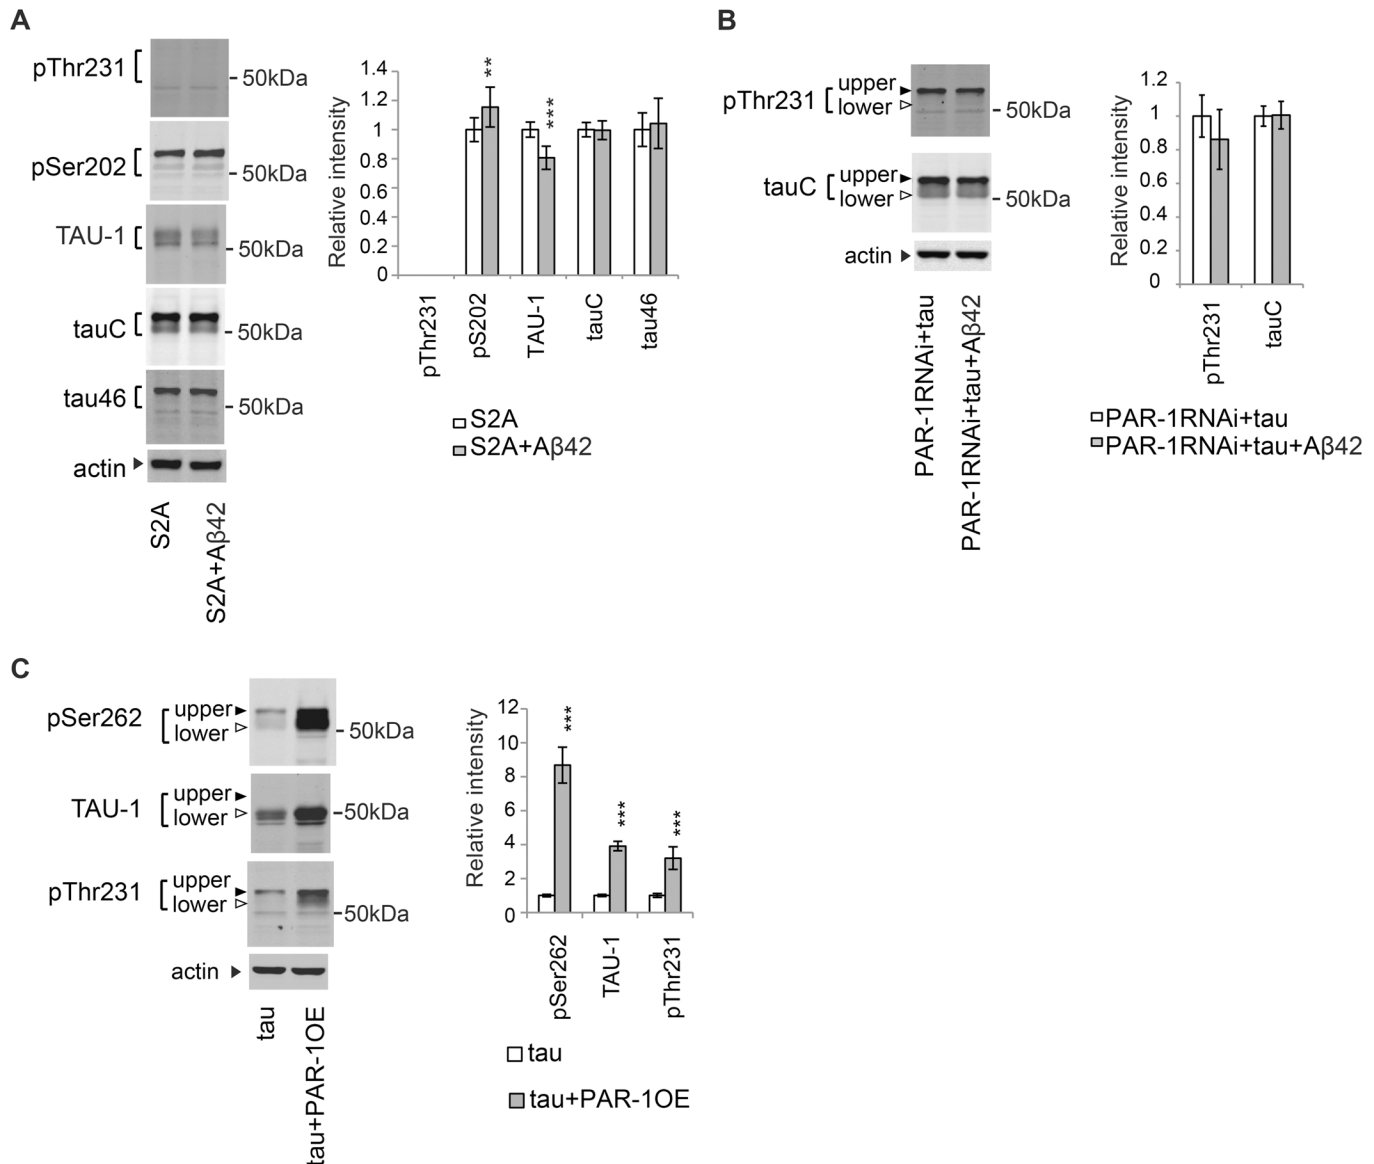 A
pThr231
50kDa
pSer202
50kDa
TAU-1
50kDa
tauC
50kDa
tau46
50kDa
actin
S2A
S2A+Aβ42
Relative intensity
1.4
1.2
1
0.8
0.6
0.4
0.2
0
**
***
pThr231
pS202
TAU-1
tauC
tau46
S2A
S2A+Aβ42
B
pThr231
upper
lower
50kDa
tauC
upper
lower
50kDa
actin
PAR-1RNAi+tau
PAR-1RNAi+tau+Aβ42
Relative intensity
1.2
1
0.8
0.6
0.4
0.2
0
pThr231
tauC
PAR-1RNAi+tau
PAR-1RNAi+tau+Aβ42
C
pSer262
upper
lower
50kDa
TAU-1
upper
lower
50kDa
pThr231
upper
lower
50kDa
actin
tau
tau+PAR-1OE
Relative intensity
12
10
8
6
4
2
0
***
***
***
pSer262
TAU-1
pThr231
tau
tau+PAR-1OE